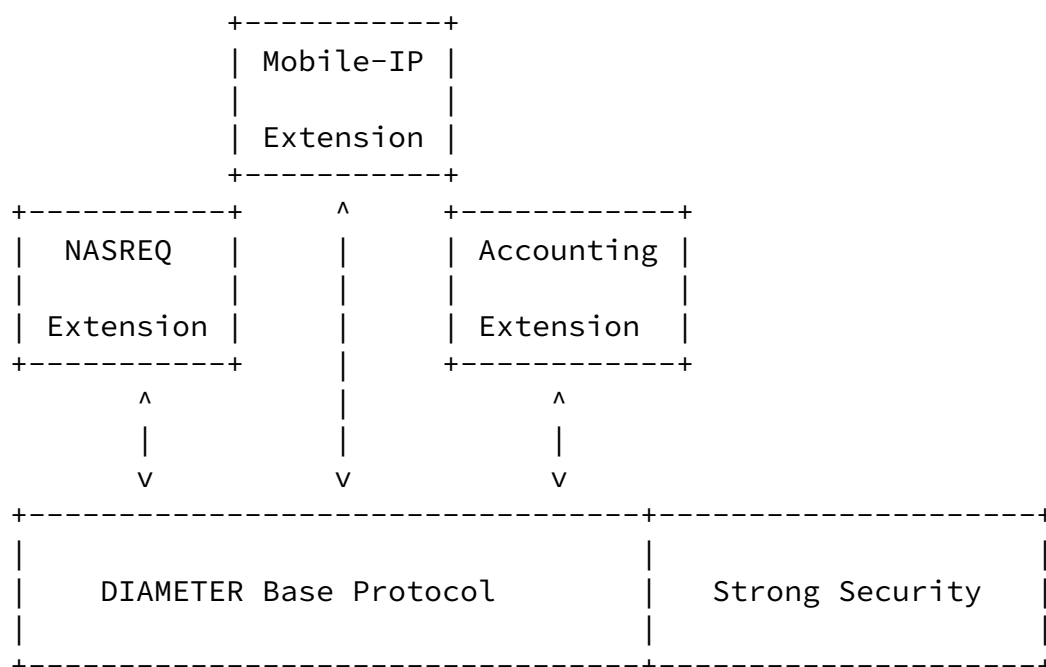 Mobile-IP
Extension
NASREQ
Extension
Accounting
Extension
DIAMETER Base Protocol
Strong Security